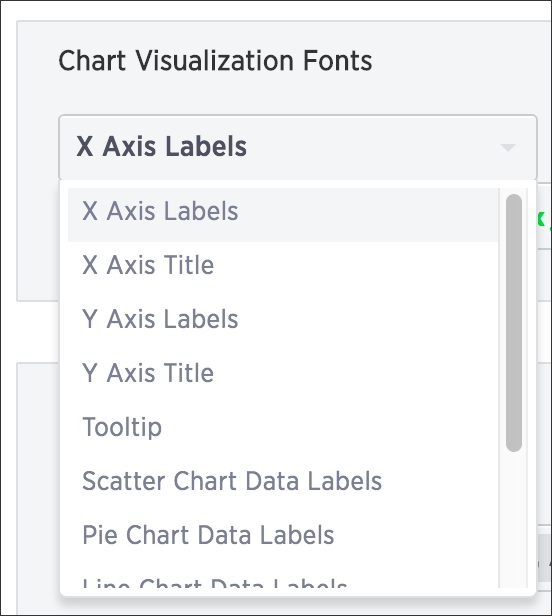 Chart Visualization Fonts
X Axis Labels
X Axis Labels
X Axis Title
Y Axis Labels
Y Axis Title
Tooltip
Scatter Chart Data Labels
Pie Chart Data Labels
Line Chart Data Labels